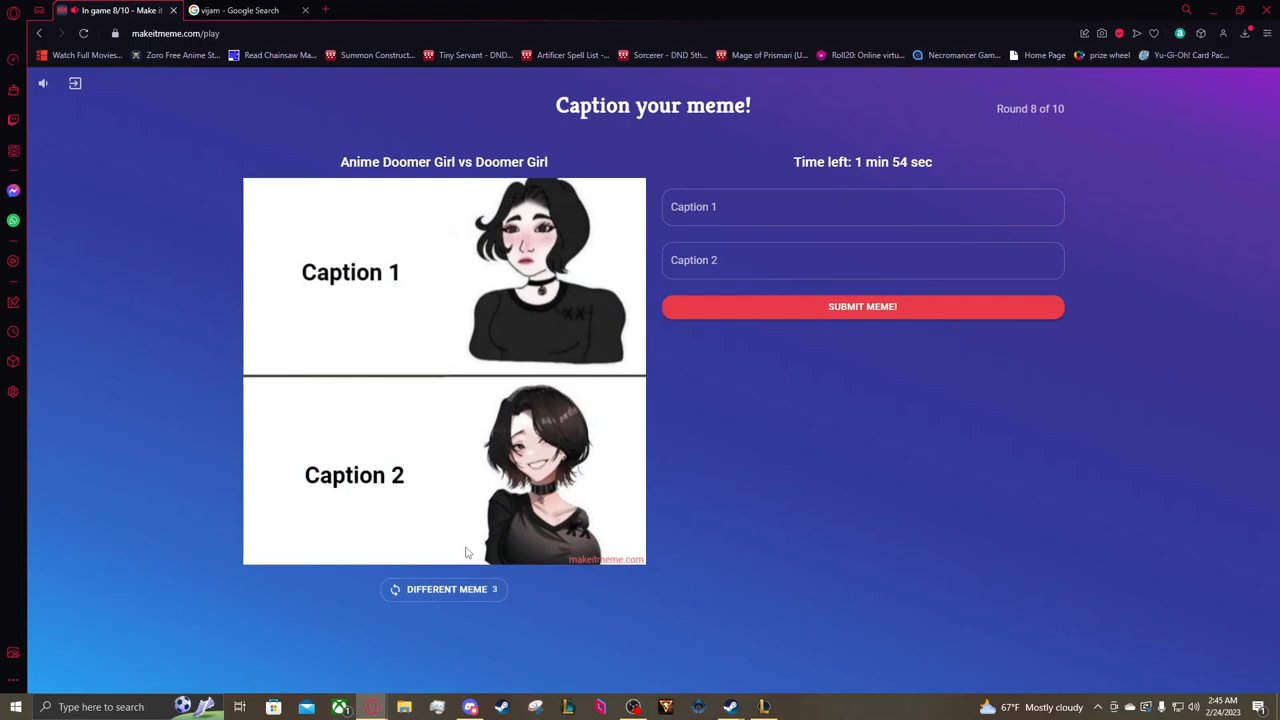 In game 8/10 - Make it
vijam - Google Search
makeitmeme.com/play
Watch Full Movies...
Zoro Free Anime St...
Read Chainsaw Ma...
Summon Construct...
Tiny Servant - DND...
Artificer Spell List -...
Sorcerer - DND 5th...
Mage of Prismari (U...
Roll20: Online virtu...
Necromancer Gam...
Home Page
prize wheel
Yu-Gi-Oh! Card Pac...
Caption your meme!
Round 8 of 10
Anime Doomer Girl vs Doomer Girl
Time left: 1 min 54 sec
Caption 1
Caption 2
SUBMIT MEME!
Caption 1
Caption 2
makeitmeme.com
DIFFERENT MEME 3
Type here to search
67°F Mostly cloudy
2:45 AM
2/24/2023